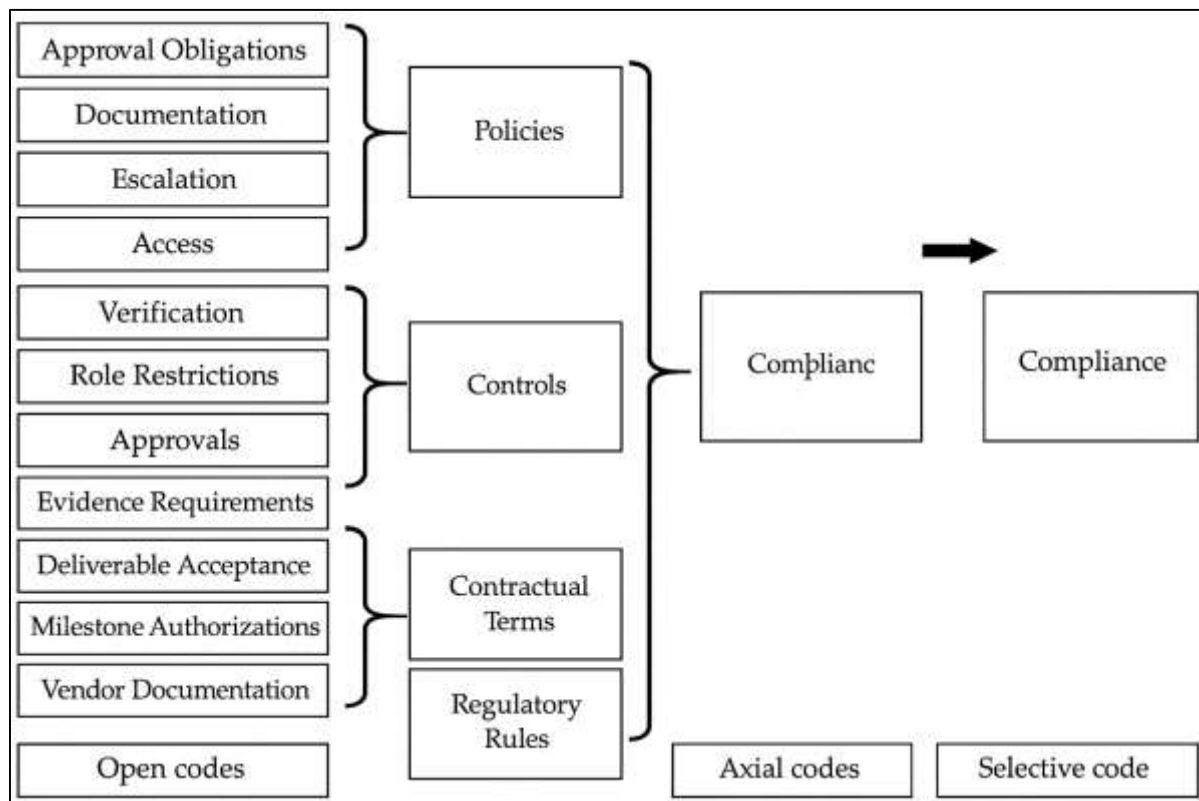 Approval Obligations
Documentation
Escalation
Access
Verification
Role Restrictions
Approvals
Evidence Requirements
Deliverable Acceptance
Milestone Authorizations
Vendor Documentation
Open codes
Policies
Controls
Contractual
Terms
Regulatory
Rules
Complianc
Axial codes
Compliance
Selective code